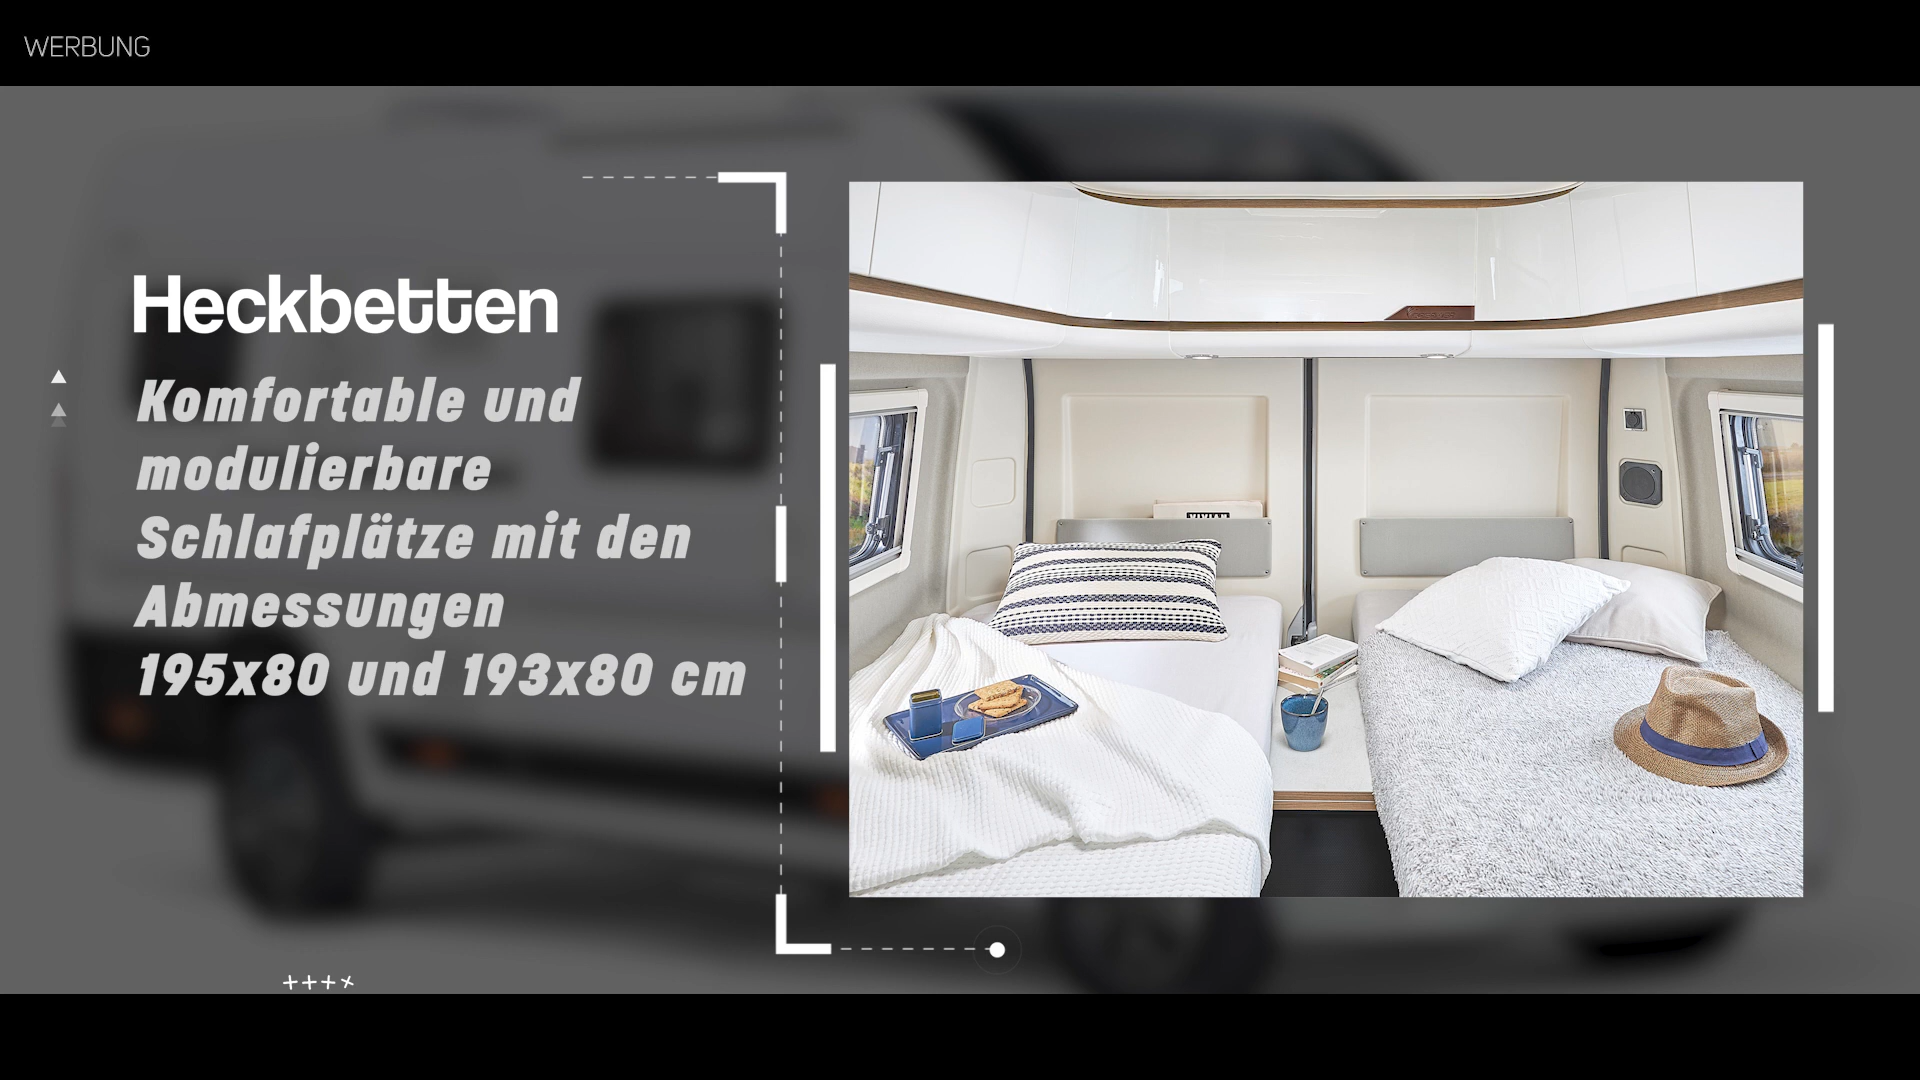 WERBUNG
Heckbetten
Komfortable und
modulierbare
Schlafplätze mit den
Abmessungen
195x80 und 193x80 cm